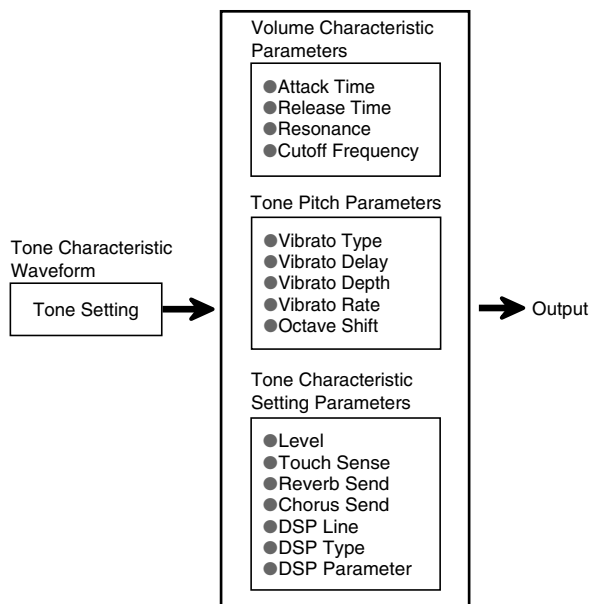 Volume Characteristic
Parameters
●Attack Time
●Release Time
●Resonance
●Cutoff Frequency
Tone Pitch Parameters
●Vibrato Type
●Vibrato Delay
●Vibrato Depth
●Vibrato Rate
●Octave Shift
Tone Characteristic
Waveform
Tone Setting
Output
Tone Characteristic
Setting Parameters
●Level
●Touch Sense
●Reverb Send
●Chorus Send
●DSP Line
●DSP Type
●DSP Parameter